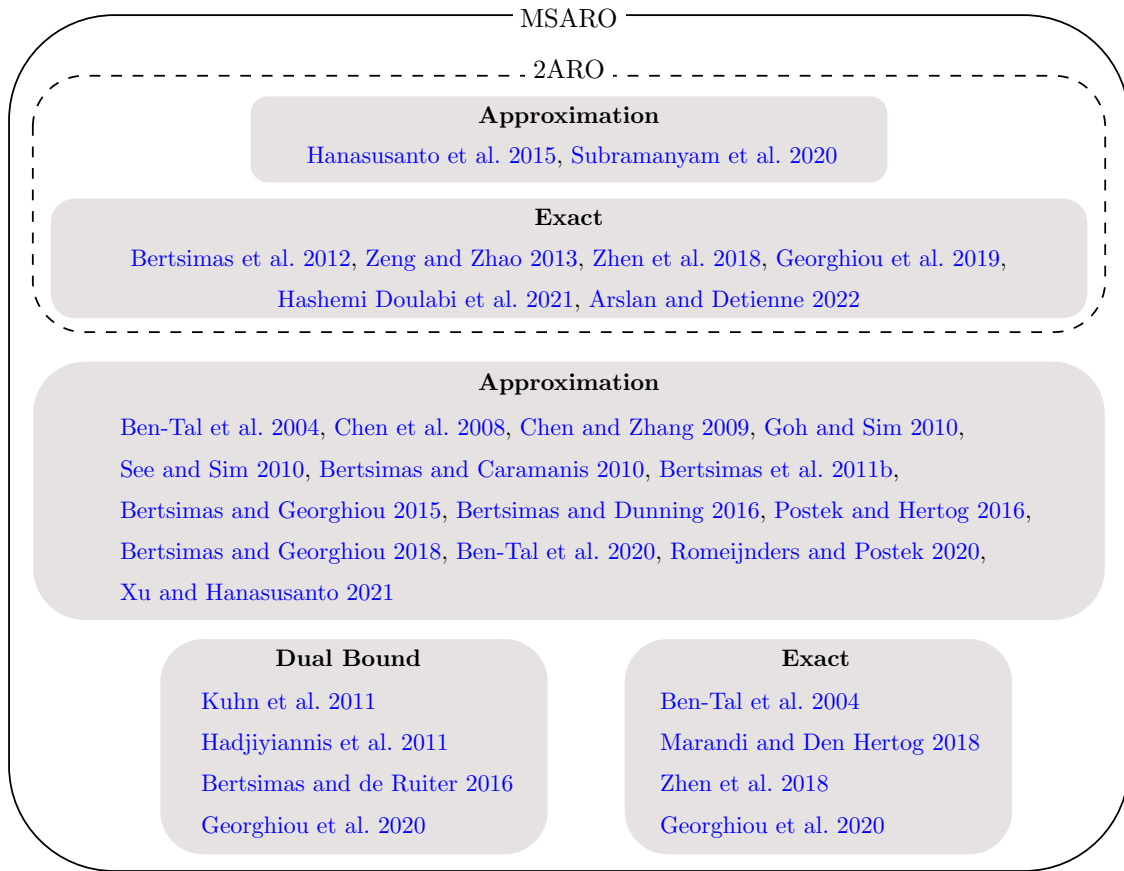 MSARO
2ARO
Approximation
Hanasusanto et al. 2015, Subramanyam et al. 2020
Exact
Bertsimas et al. 2012, Zeng and Zhao 2013, Zhen et al. 2018, Georghiou et al. 2019,
Hashemi Doulabi et al. 2021, Arslan and Detienne 2022
Approximation
Ben-Tal et al. 2004, Chen et al. 2008, Chen and Zhang 2009, Goh and Sim 2010,
See and Sim 2010, Bertsimas and Caramanis 2010, Bertsimas et al. 2011b,
Bertsimas and Georghiou 2015, Bertsimas and Dunning 2016, Postek and Hertog 2016,
Bertsimas and Georghiou 2018, Ben-Tal et al. 2020, Romeijnders and Postek 2020,
Xu and Hanasusanto 2021
Dual Bound
Kuhn et al. 2011
Hadjiyiannis et al. 2011
Bertsimas and de Ruiter 2016
Georghiou et al. 2020
Exact
Ben-Tal et al. 2004
Marandi and Den Hertog 2018
Zhen et al. 2018
Georghiou et al. 2020